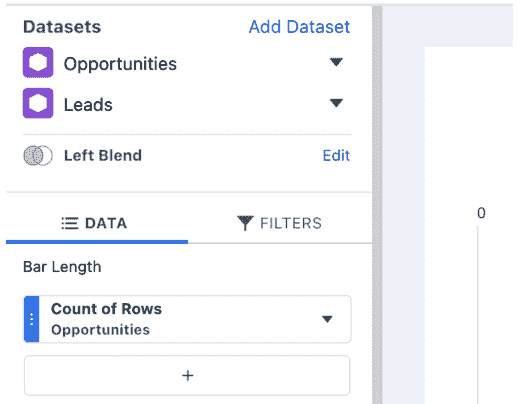 Datasets
Add Dataset
Opportunities
Leads
Left Blend
Edit
DATA
FILTERS
Bar Length
Count of Rows
Opportunities
+
0